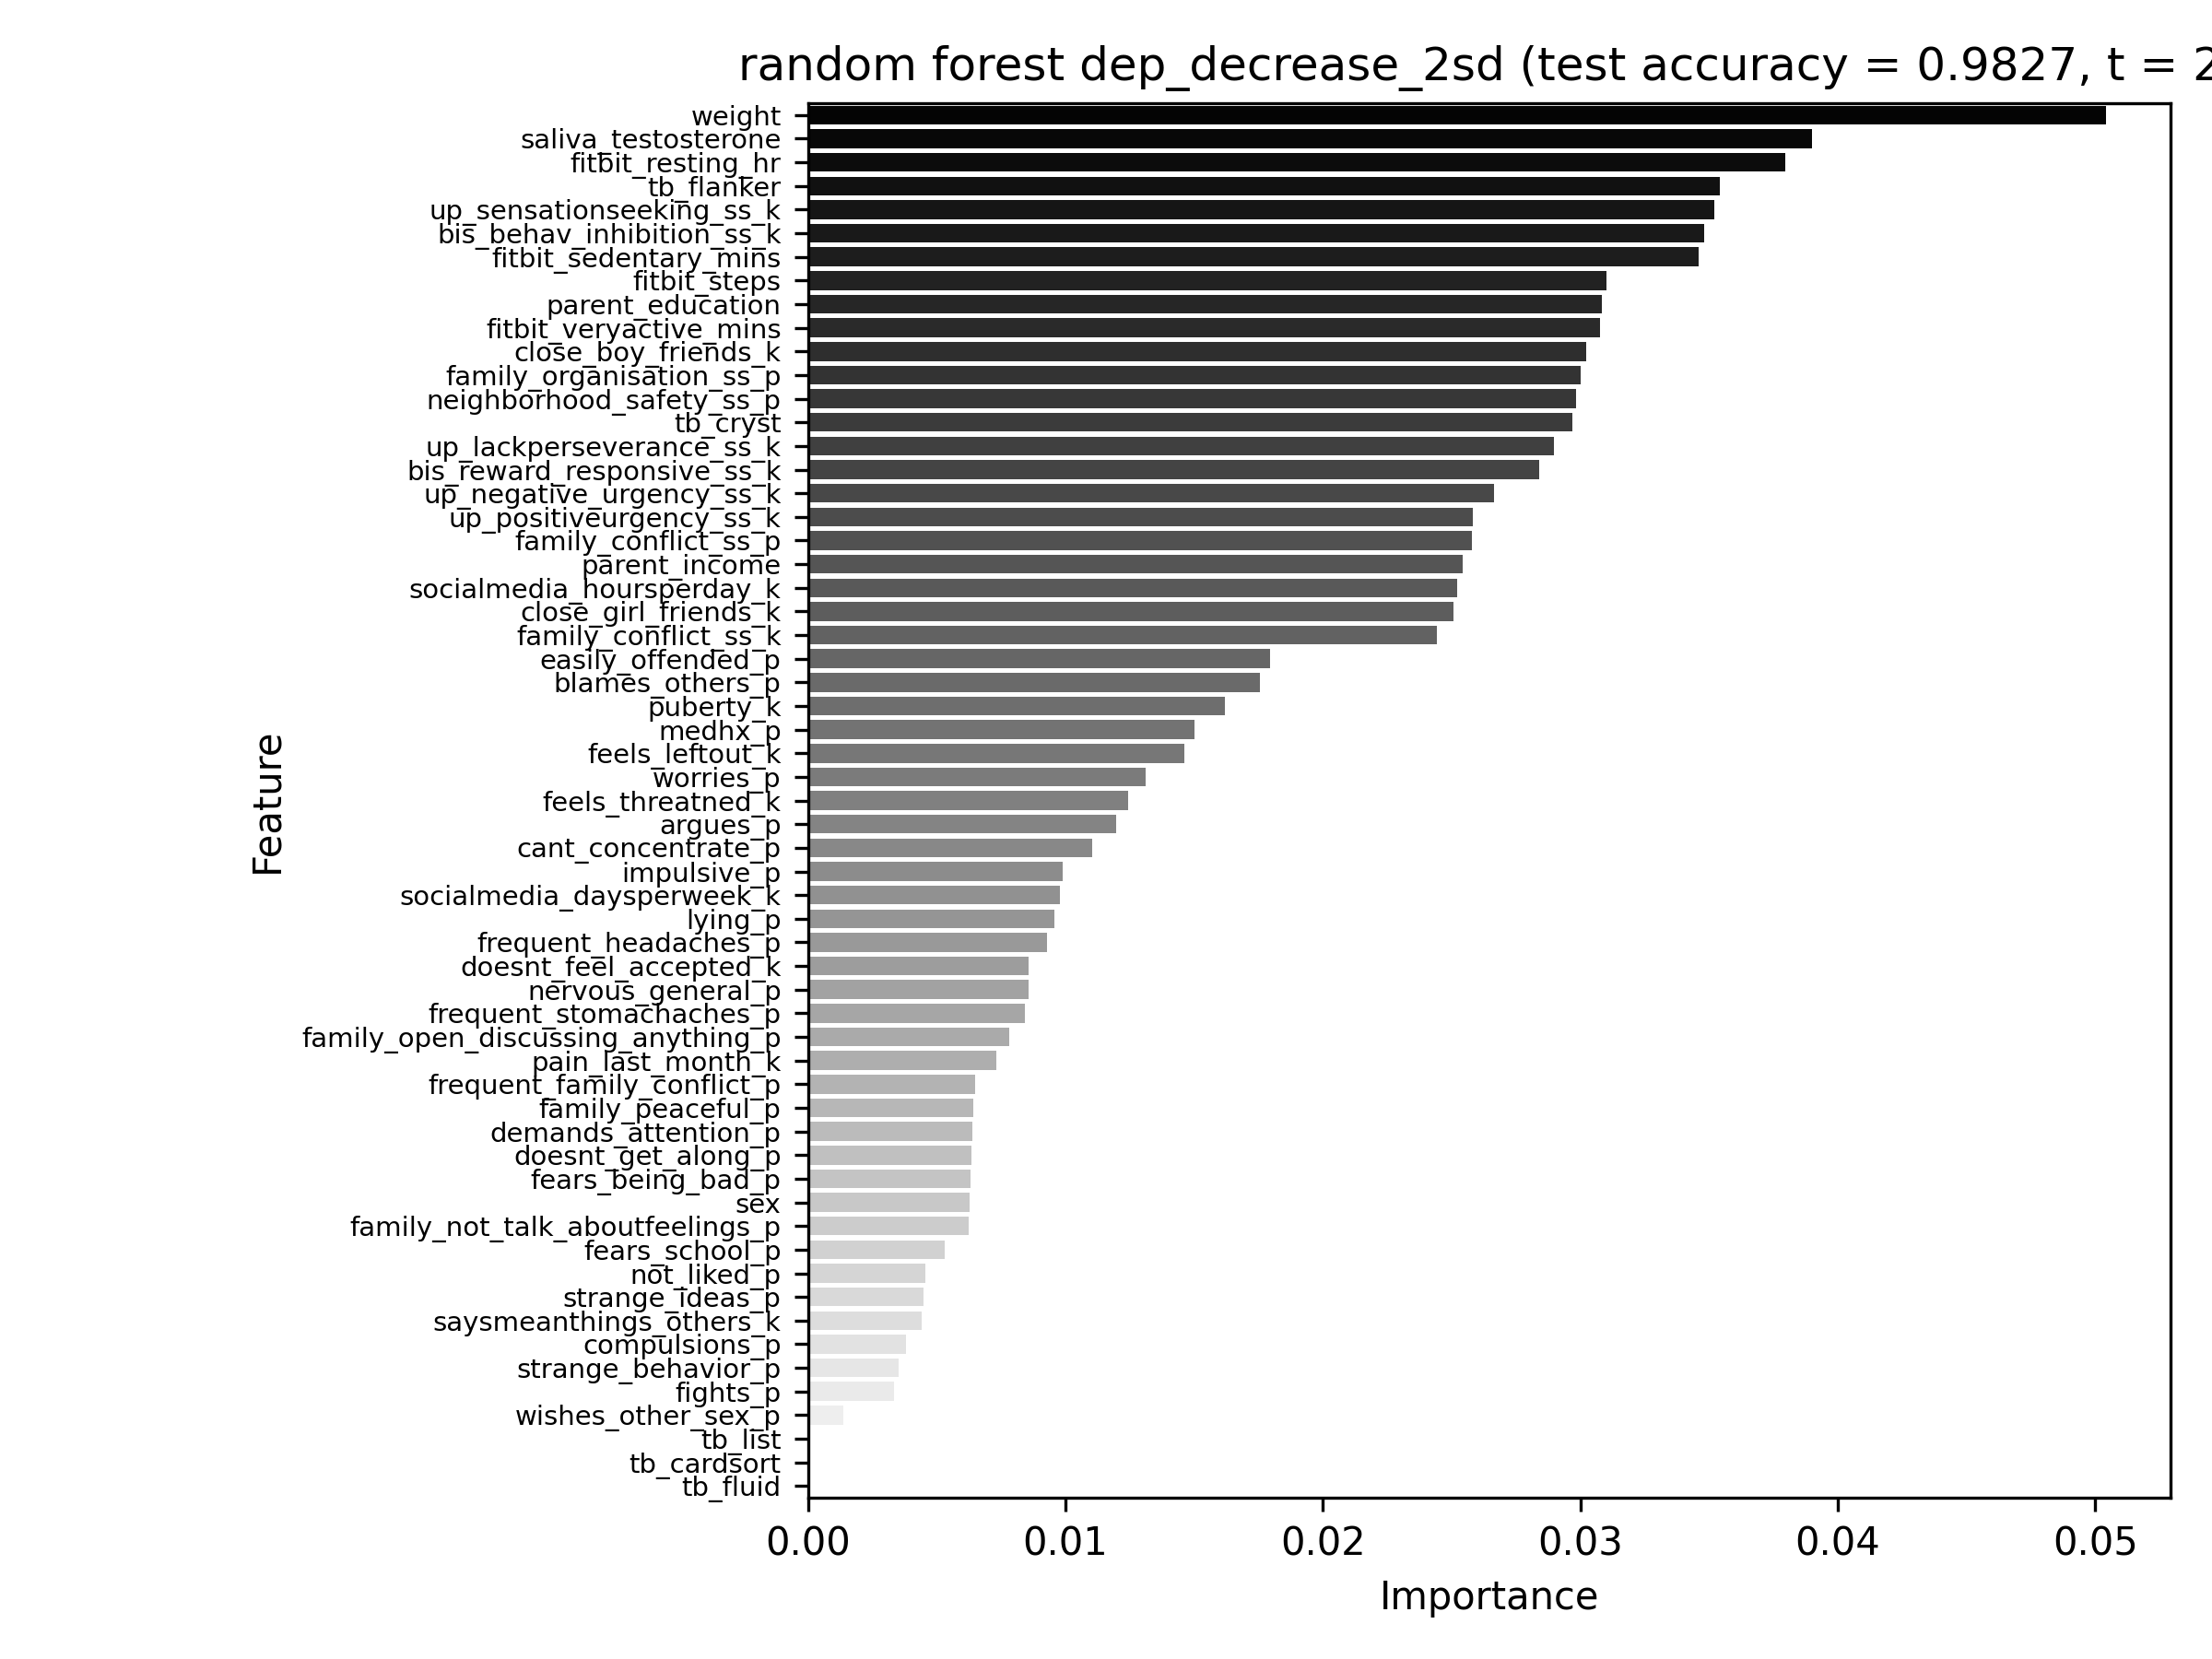 random forest dep_decrease_2sd (test accuracy = 0.9827, t = 2
weight
saliva_testosterone
fitbit_resting_hr
tb_flanker
up_sensationseeking_ss_k
bis_behav_inhibition_ss_k
fitbit_sedentary_mins
fitbit_steps
parent_education
fitbit_veryactive_mins
close_boy_friends_k
family_organisation_ss_p
neighborhood_safety_ss_p
tb_cryst
up_lackperseverance_ss_k
bis_reward_responsive_ss_k
up_negative_urgency_ss_k
up_positiveurgency_ss_k
family_conflict_ss_p
parent_income
socialmedia_hoursperday_k
close_girl_friends_k
family_conflict_ss_k
easily_offended_p
blames_others_p
puberty_k
medhx_p
feels_leftout_k
worries_p
feels_threatned_k
argues_p
cant_concentrate_p
impulsive_p
socialmedia_daysperweek_k
lying_p
frequent_headaches_p
doesnt_feel_accepted_k
nervous_general_p
frequent_stomachaches_p
family_open_discussing_anything_p
pain_last_month_k
frequent_family_conflict_p
family_peaceful_p
demands_attention_p
doesnt_get_along_p
fears_being_bad_p
sex
family_not_talk_aboutfeelings_p
fears_school_p
not_liked_p
strange_ideas_p
saysmeanthings_others_k
compulsions_p
strange_behavior_p
fights_p
wishes_other_sex_p
tb_list
tb_cardsort
tb_fluid
Feature
0.00 0.01 0.02 0.03 0.04 0.05
Importance